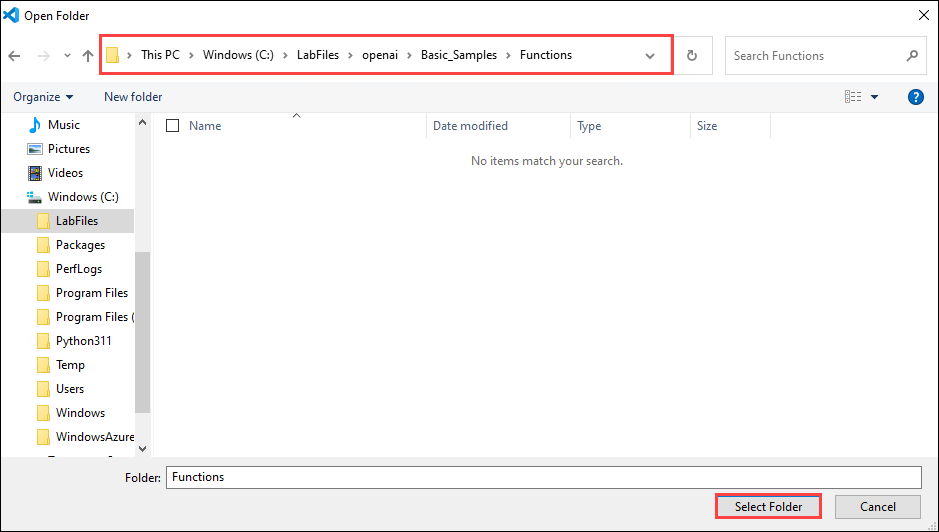 Open Folder
This PC > Windows (C:) > LabFiles > openai > Basic_Samples > Functions
Search Functions
Organize
New folder
?
Name
Date modified
Type
Size
No items match your search.
Music
Pictures
Videos
Windows (C:)
LabFiles
Packages
PerfLogs
Program Files
Program Files (
Python311
Temp
Users
Windows
WindowsAzure
Folder:
Functions
Select Folder
Cancel